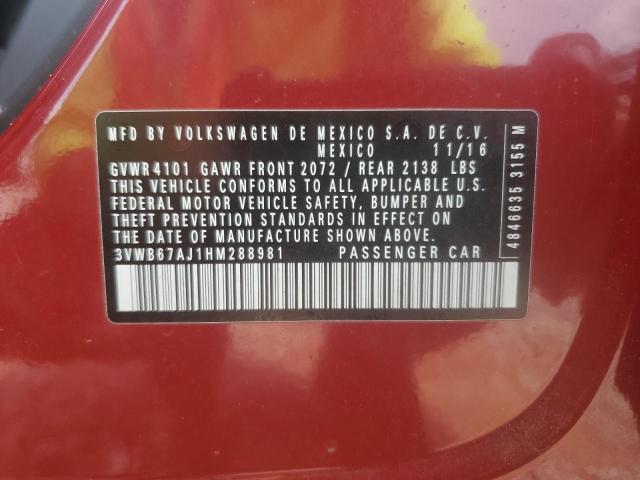 MFD BY VOLKSWAGEN DE MEXICO S.A. DE C.V.
MEXICO 11/16
GVWR 4101 GAWR FRONT 2072 / REAR 2138 LBS
THIS VEHICLE CONFORMS TO ALL APPLICABLE U.S.
FEDERAL MOTOR VEHICLE SAFETY, BUMPER AND
THEFT PREVENTION STANDARDS IN EFFECT ON
THE DATE OF MANUFACTURE SHOWN ABOVE.
3VWB67AJ1HM288981 PASSENGER CAR
4846635 3155 M